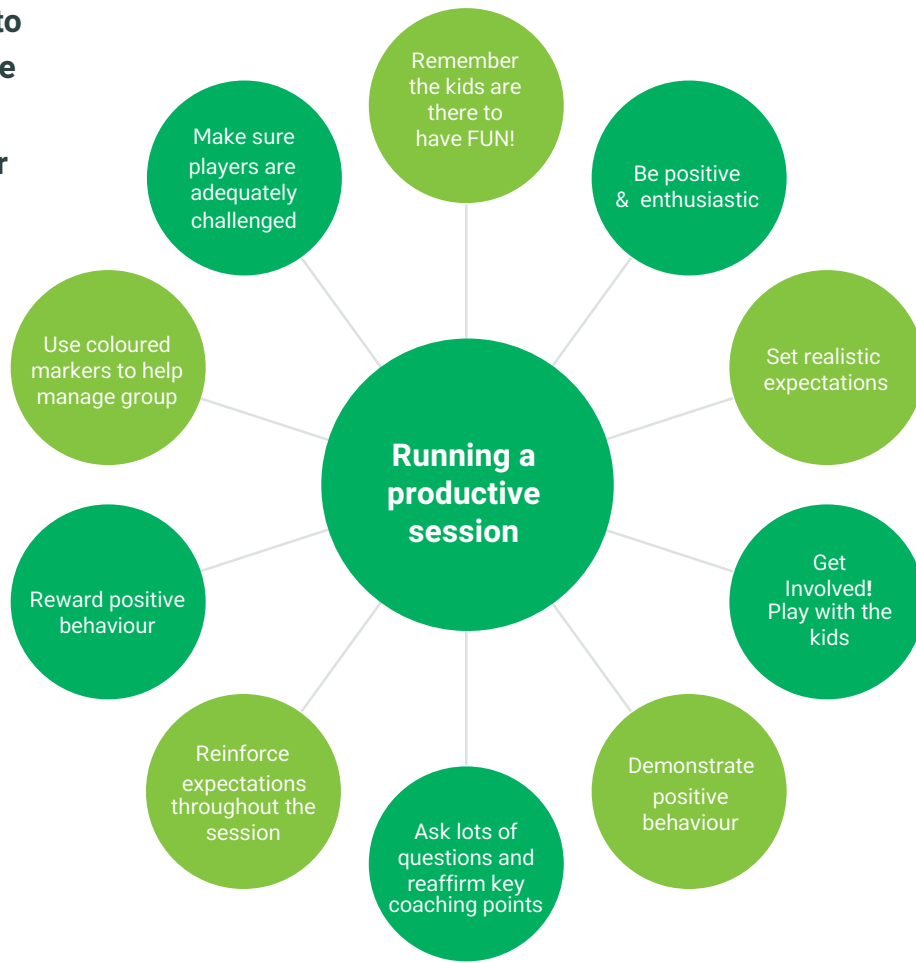 to
e
r
Remember
the kids are
there to
have FUN!
Be positive
& enthusiastic
Set realistic
expectations
Get
Involved!
Play with the
kids
Demonstrate
positive
behaviour
Ask lots of
questions and
reaffirm key
coaching points
Reinforce
expectations
throughout the
session
Reward positive
behaviour
Use coloured
markers to help
manage group
Make sure
players are
adequately
challenged
Running a
productive
session